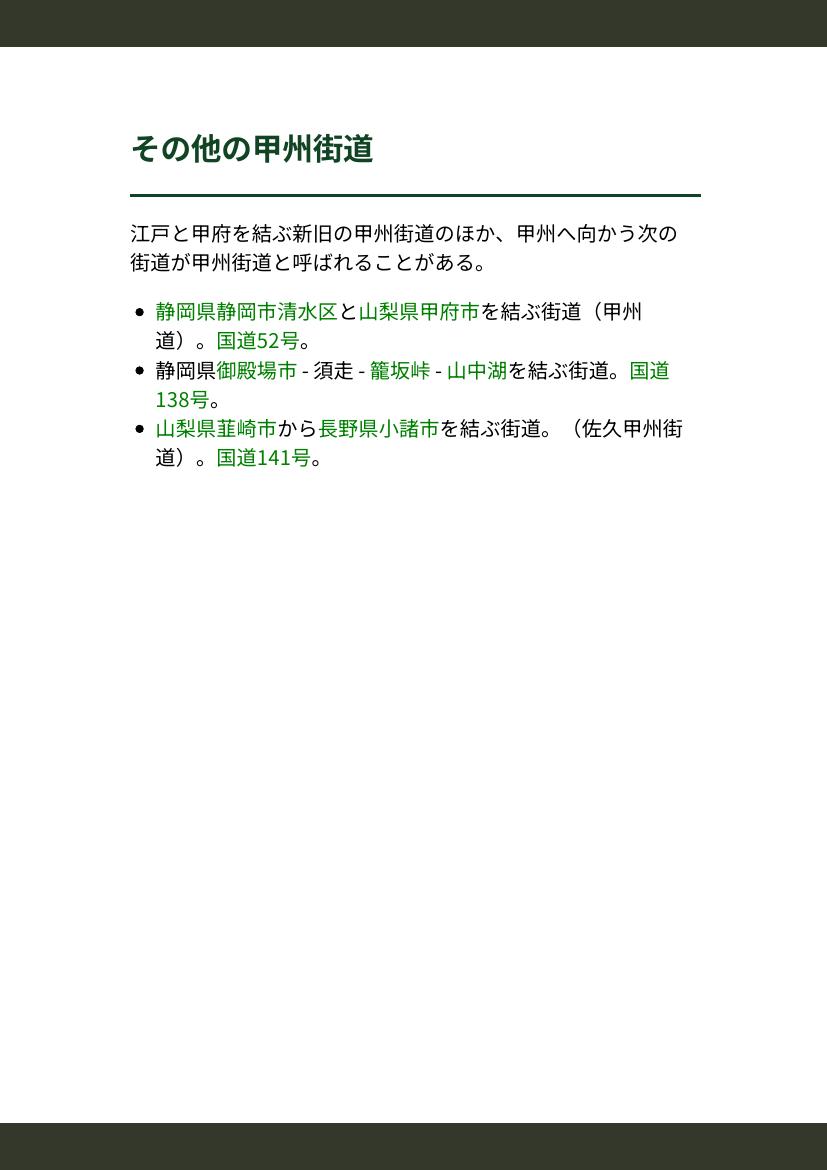 その他の甲州街道
江戸と甲府を結ぶ新旧の甲州街道のほか、甲州へ向かう次の
街道が甲州街道と呼ばれることがある。
• 静岡県静岡市清水区と山梨県甲府市を結ぶ街道（甲州
道）。国道52号。
• 静岡県御殿場市 - 須走 - 籠坂峠 - 山中湖を結ぶ街道。国道
138号。
• 山梨県韮崎市から長野県小諸市を結ぶ街道。（佐久甲州街
道）。国道141号。